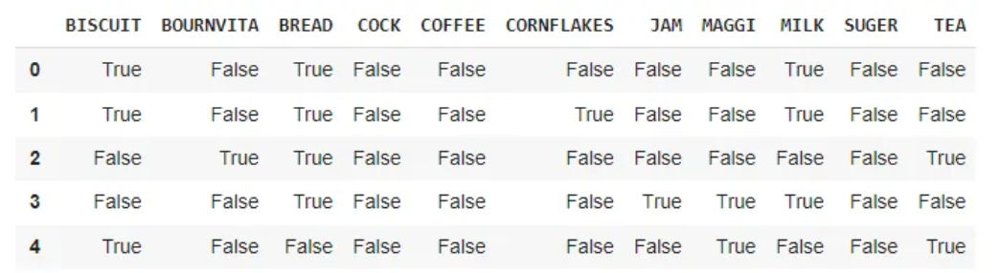 BISCUIT BOURNVITA BREAD COCK COFFEE CORNFLAKES JAM MAGGI MILK SUGER TEA
0 True False True False False False False False True False False
1 True False True False False True False False True False False
2 False True True False False False False False False False True
3 False False True False False False True True True False False
4 True False False False False False False True False False True